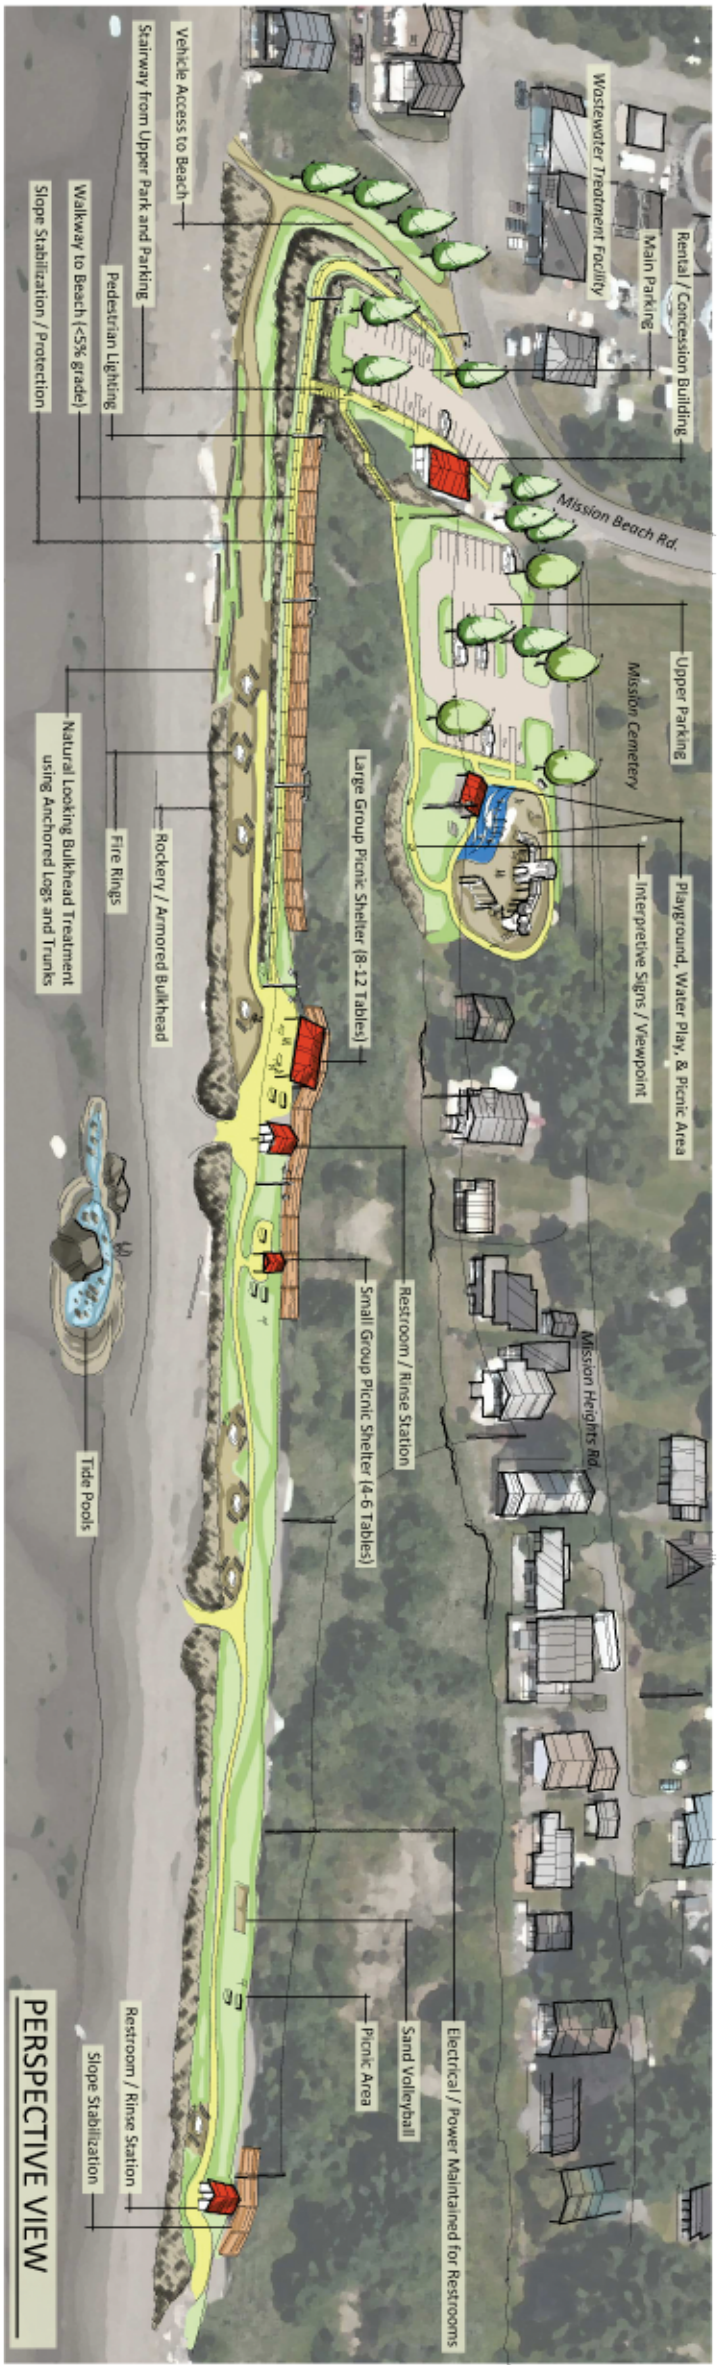 Rental / Concession Building
Main Parking
Wastewater Treatment Facility
Vehicle Access to Beach
Stairway from Upper Park and Parking
Pedestrian Lighting
Walkway to Beach (<5% grade)
Slope Stabilization / Protection
Mission Beach Rd.
Upper Parking
Mission Cemetery
Playground, Water Play, & Picnic Area
Interpretive Signs / Viewpoint
Large Group Picnic Shelter (8-12 Tables)
Natural Looking Bulkhead Treatment
using Anchored Logs and Trunks
Fire Rings
Rockery / Armored Bulkhead
Mission Heights Rd.
Restroom / Rinse Station
Small Group Picnic Shelter (4-6 Tables)
Tide Pools
Electrical / Power Maintained for Restrooms
Sand Volleyball
Picnic Area
Restroom / Rinse Station
Slope Stabilization
PERSPECTIVE VIEW